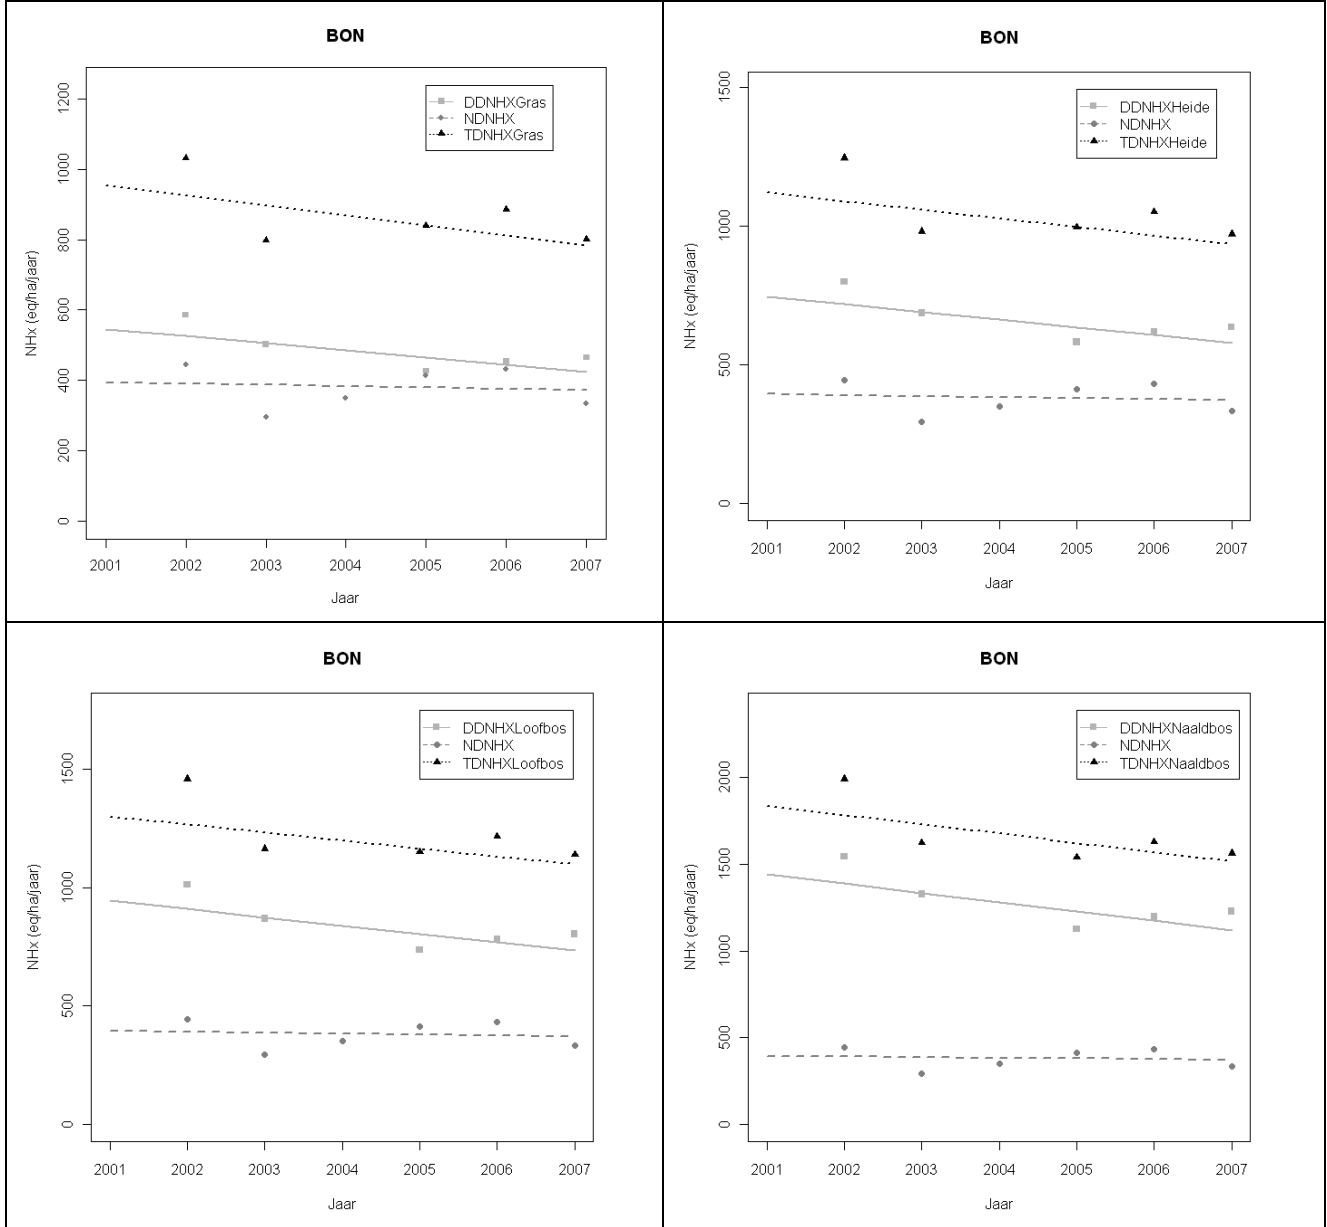 BON
DDNHXGras
NDNHX
TDNHXGras
NHx (eq/ha/jaar)
0 200 400 600 800 1000 1200
2001 2002 2003 2004 2005 2006 2007
Jaar
BON
DDNHXHeide
NDNHX
TDNHXHeide
NHx (eq/ha/jaar)
0 500 1000 1500
2001 2002 2003 2004 2005 2006 2007
Jaar
BON
DDNHXLoofbos
NDNHX
TDNHXLoofbos
NHx (eq/ha/jaar)
0 500 1000 1500
2001 2002 2003 2004 2005 2006 2007
Jaar
BON
DDNHXNaaldbos
NDNHX
TDNHXNaaldbos
NHx (eq/ha/jaar)
0 500 1000 1500 2000
2001 2002 2003 2004 2005 2006 2007
Jaar